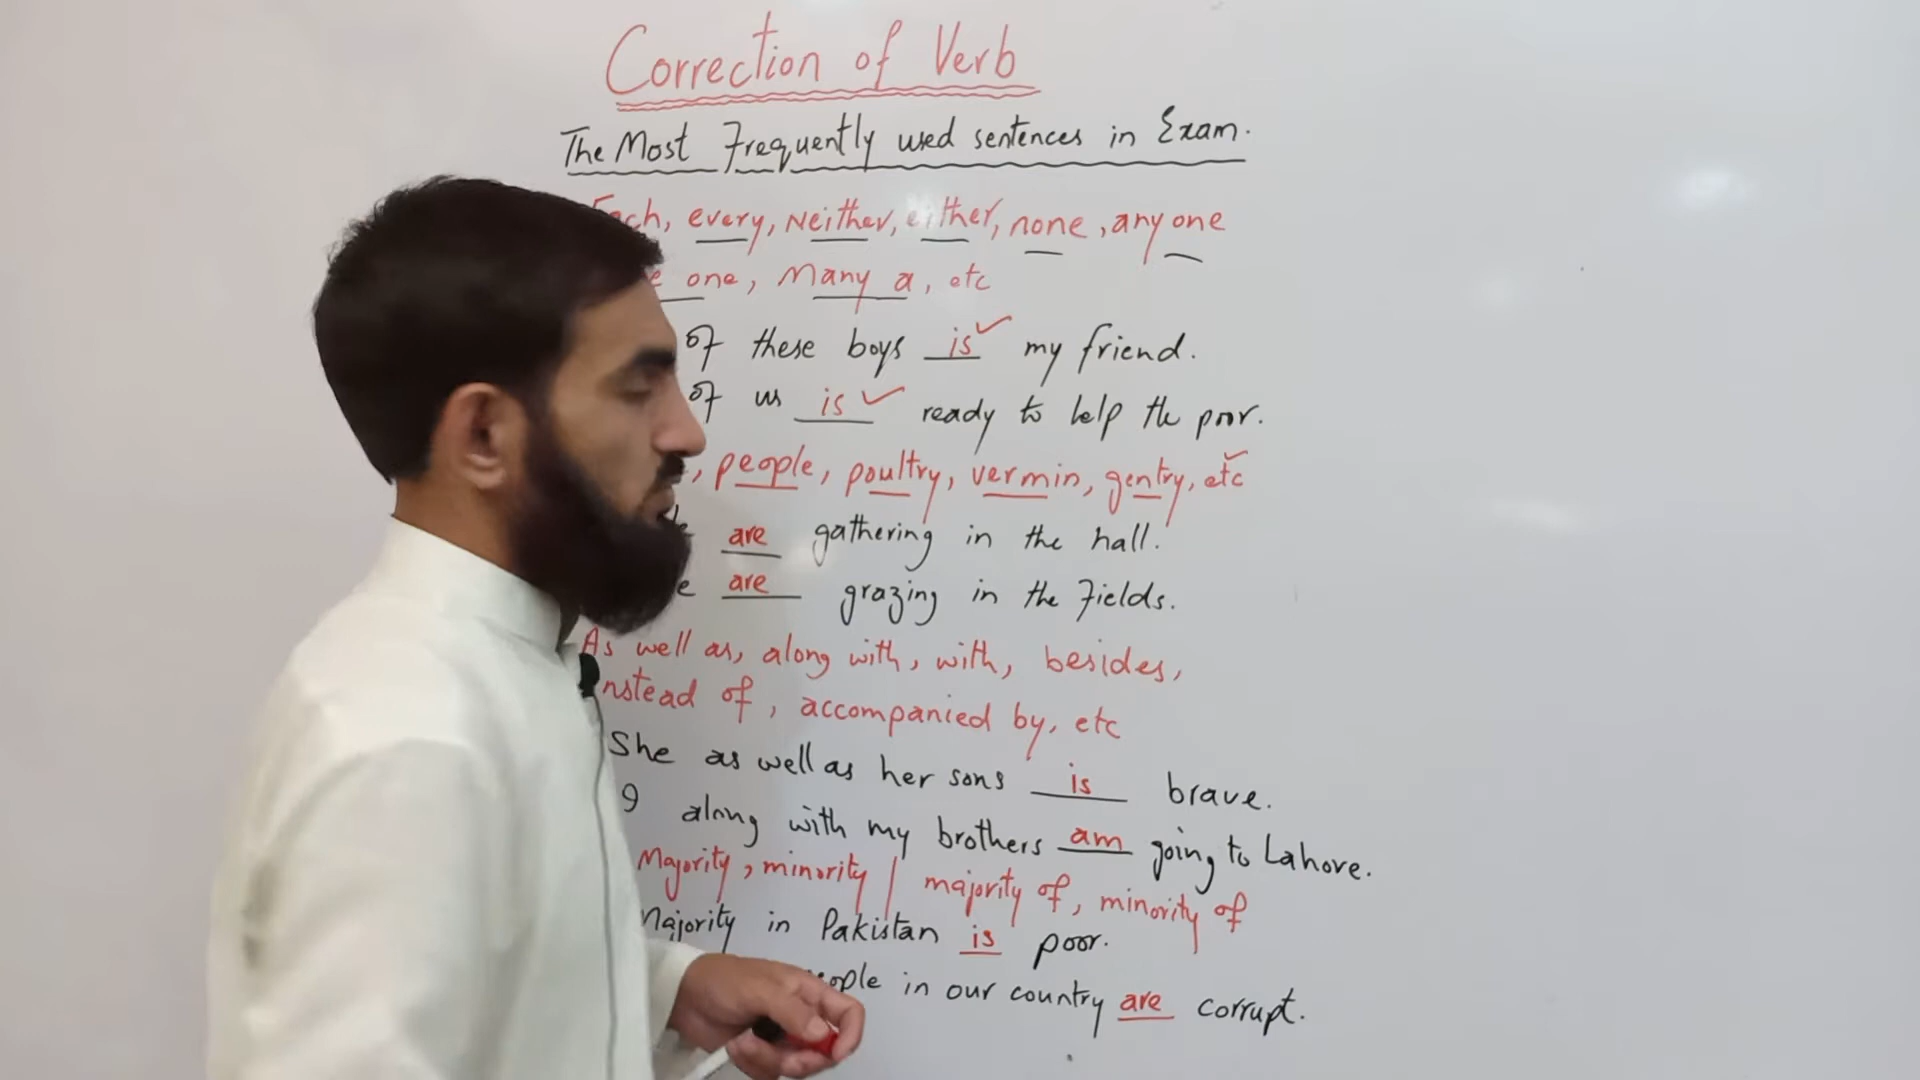 Correction of Verb
The Most Frequently used sentences in Exam.
Each, every, Neither, either, none, any one
one, Many a, etc
of these boys is my friend.
of us is ready to help the poor.
, people, poultry, vermin, gentry, etc
are gathering in the hall.
are grazing in the Fields.
As well as, along with, with, besides,
instead of, accompanied by, etc
She as well as her sons is brave.
I along with my brothers am going to Lahore.
Majority, minority / majority of, minority of
Majority in Pakistan is poor.
people in our country are corrupt.